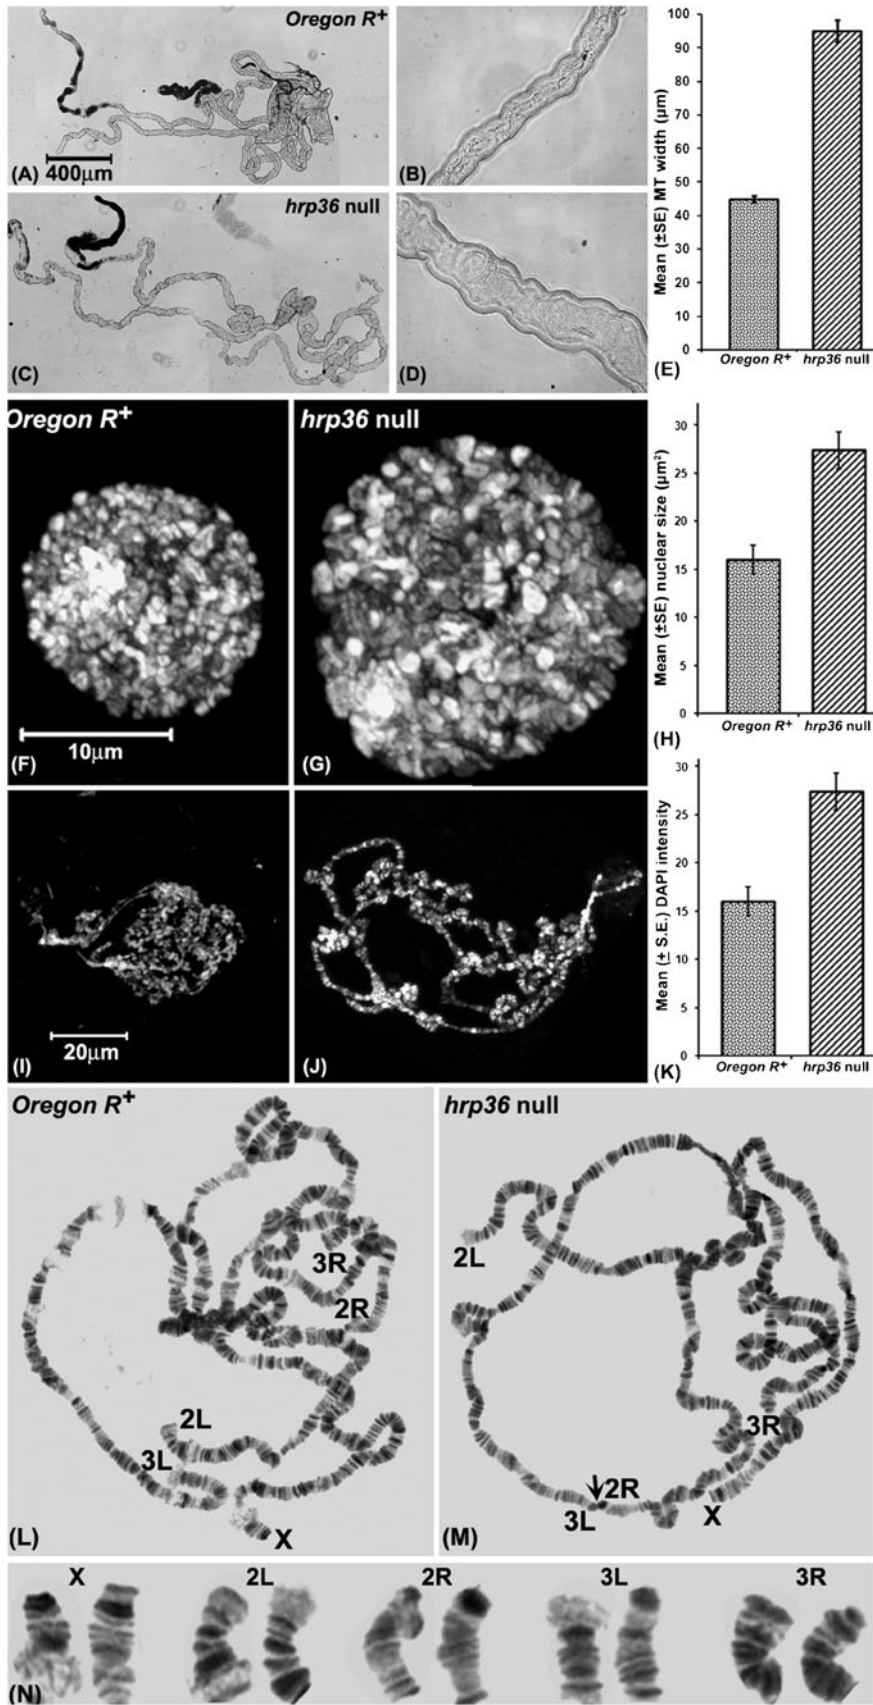 Oregon R+
(A)
400µm
(B)
hrp36 null
(C)
(D)
Mean (±SE) MT width (µm)
100
90
80
70
60
50
40
30
20
10
0
Oregon R+ hrp36 null
(E)
Oregon R+
hrp36 null
10µm
(F)
(G)
Mean (±SE) nuclear size (µm²)
30
25
20
15
10
5
0
Oregon R+ hrp36 null
(H)
20µm
(I)
(J)
Mean (± S.E.) DAPI intensity
30
25
20
15
10
5
0
Oregon R+ hrp36 null
(K)
Oregon R+
3R
2R
2L
3L
X
(L)
hrp36 null
2L
3R
2R
3L
X
(M)
X 2L 2R 3L 3R
(N)